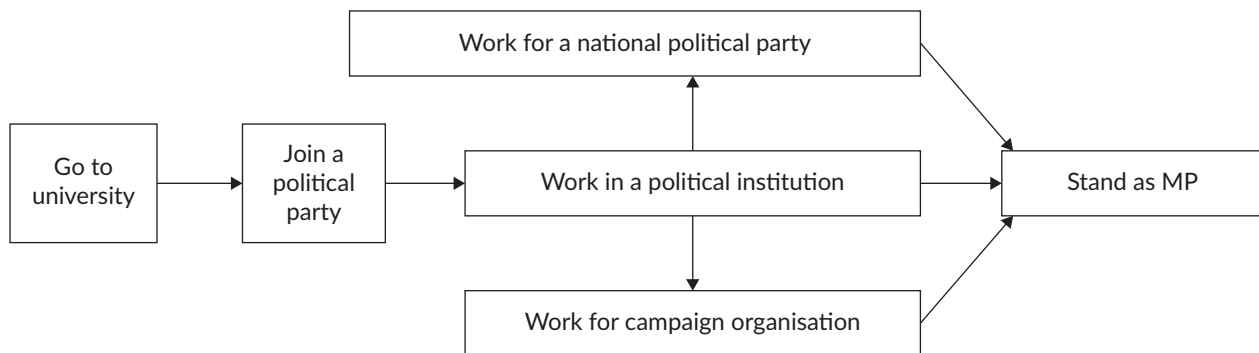 Work for a national political party
Go to
university
Join a
political
party
Work in a political institution
Stand as MP
Work for campaign organisation